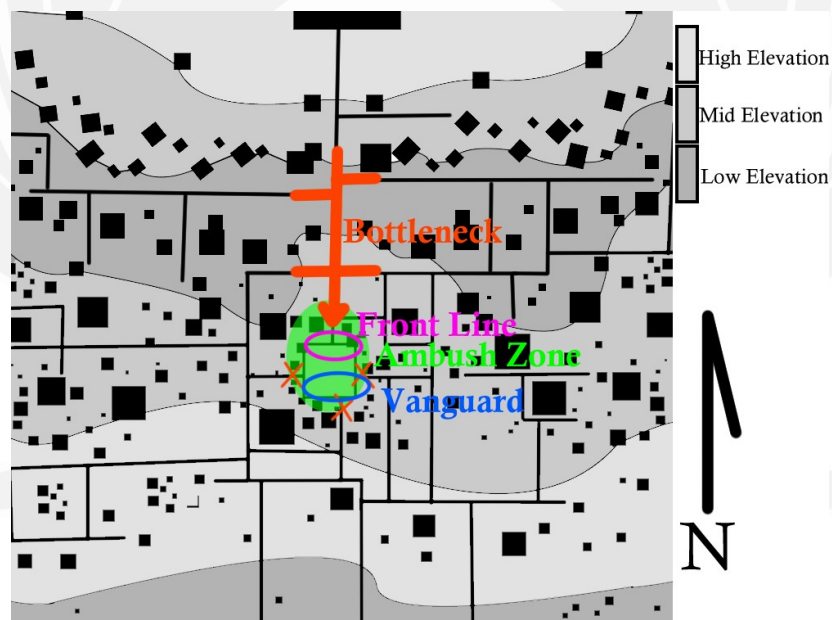 High Elevation
Mid Elevation
Low Elevation
Bottleneck
Front Line
Ambush Zone
Vanguard
N